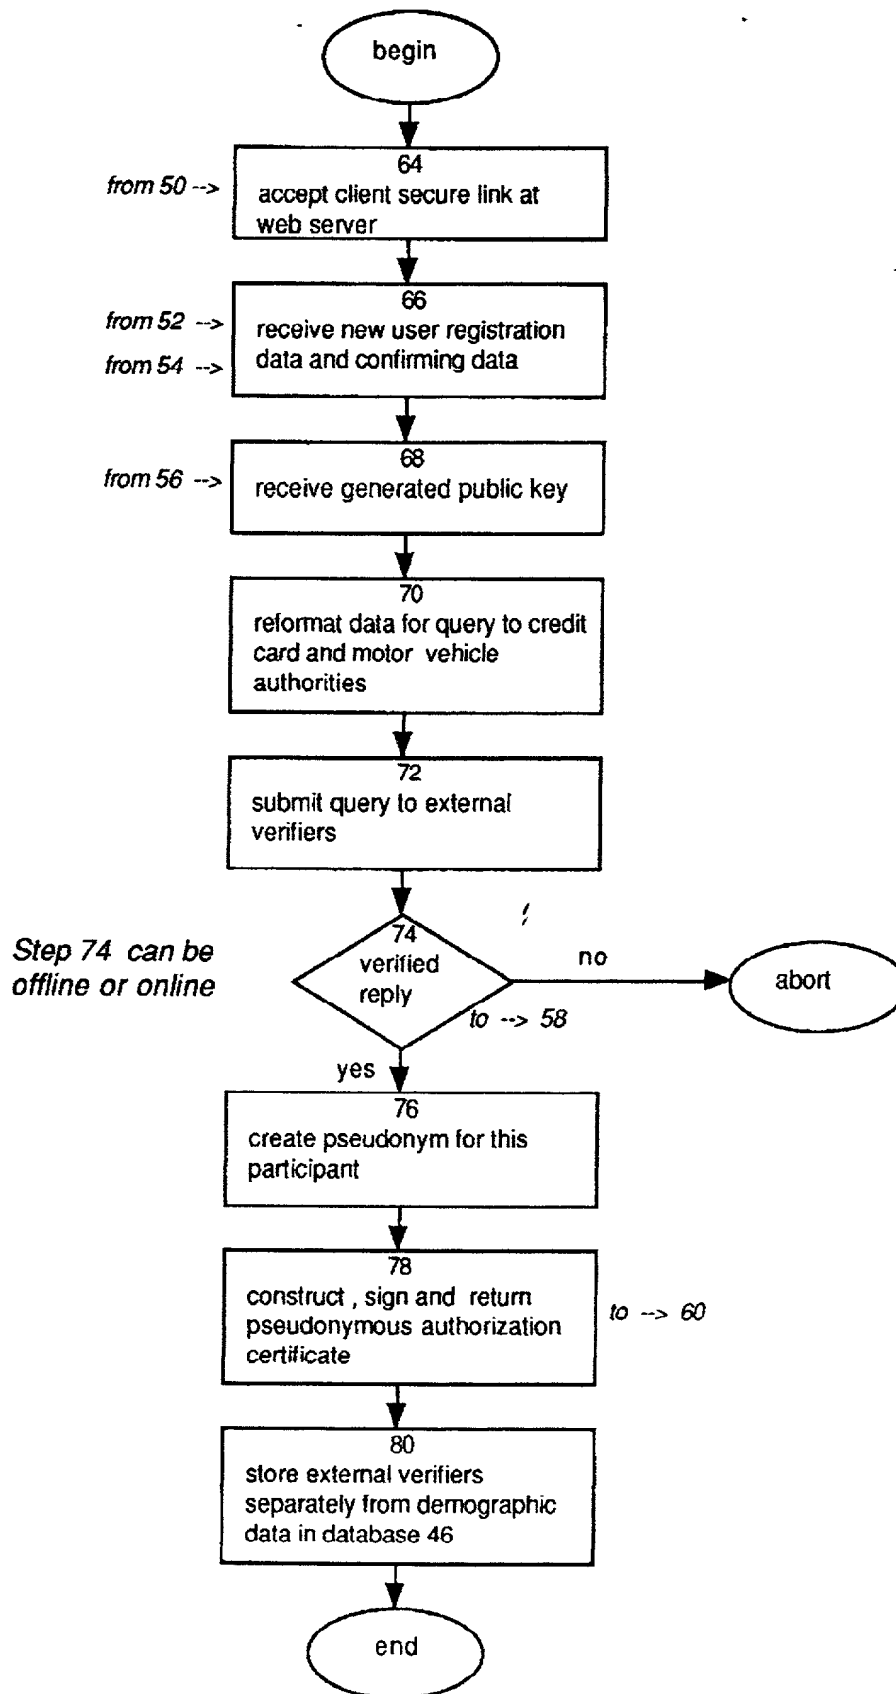 begin
64
from 50 -->
accept client secure link at
web server
66
from 52 -->
receive new user registration
data and confirming data
from 54 -->
68
from 56 -->
receive generated public key
70
reformat data for query to credit
card and motor vehicle
authorities
72
submit query to external
verifiers
Step 74 can be
offline or online
74
verified
reply
no
abort
to --> 58
yes
76
create pseudonym for this
participant
78
construct , sign and return
pseudonymous authorization
certificate
to --> 60
80
store external verifiers
separately from demographic
data in database 46
end